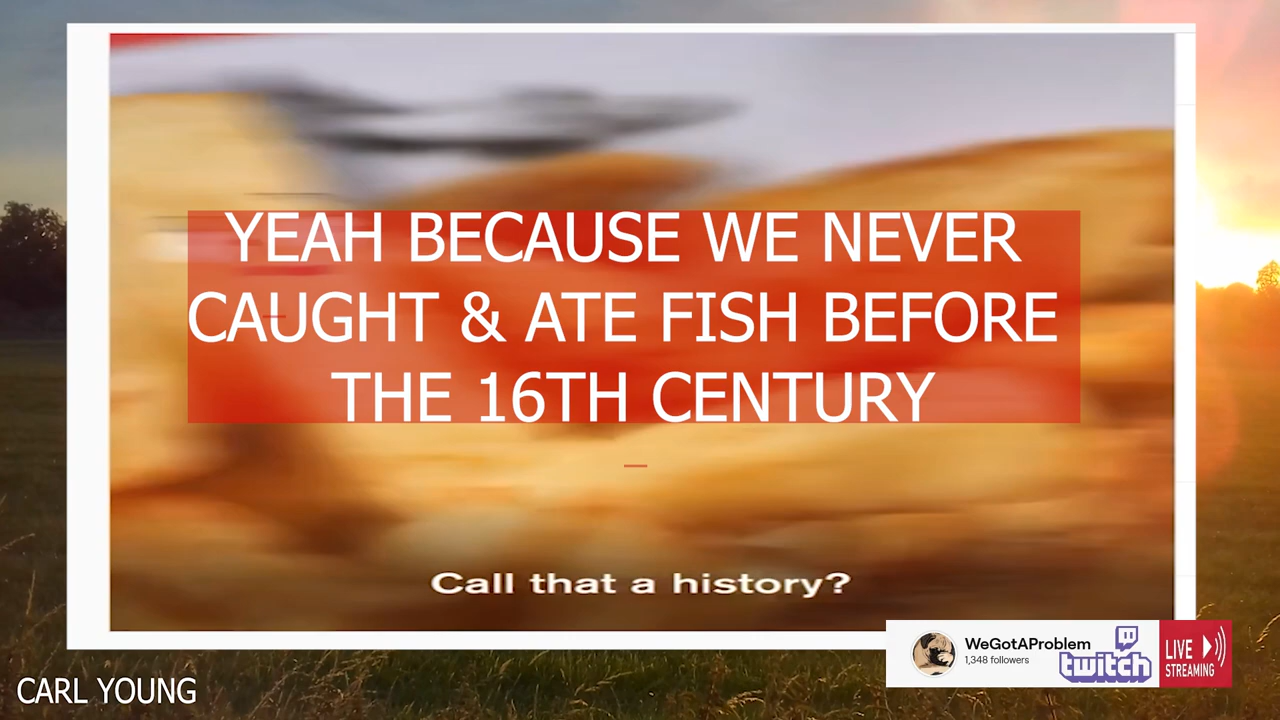 YEAH BECAUSE WE NEVER
CAUGHT & ATE FISH BEFORE
THE 16TH CENTURY
Call that a history?
WeGotAProblem
1,348 followers
twitch
LIVE
STREAMING
CARL YOUNG